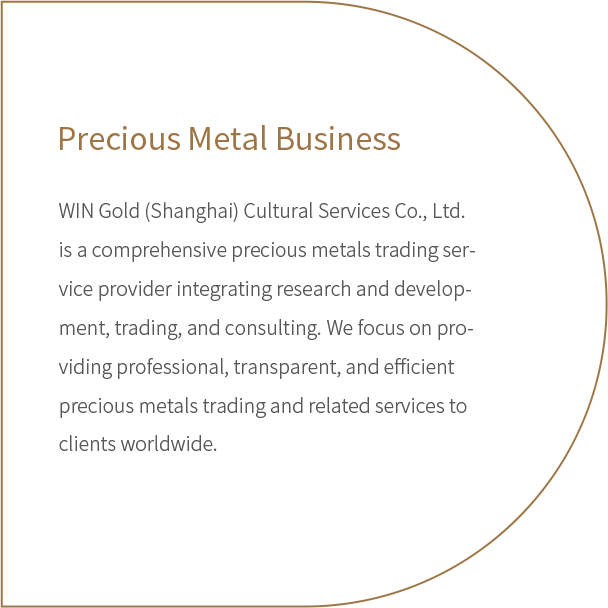 Precious Metal Business
WIN Gold (Shanghai) Cultural Services Co., Ltd.
is a comprehensive precious metals trading ser-
vice provider integrating research and develop-
ment, trading, and consulting. We focus on pro-
viding professional, transparent, and efficient
precious metals trading and related services to
clients worldwide.